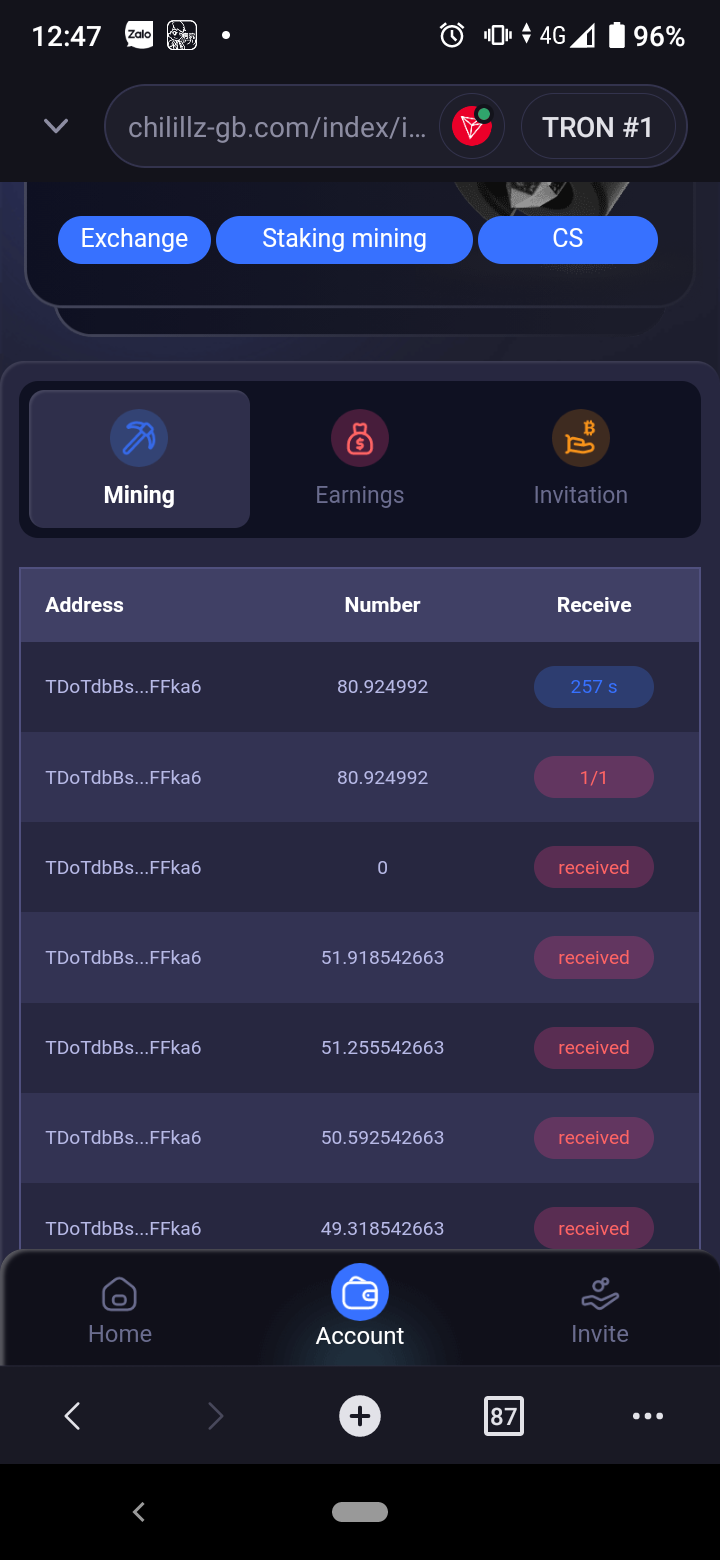 12:47 Zalo 4G 96%
chilillz-gb.com/index/i... TRON #1
Exchange Staking mining CS
Mining Earnings Invitation
Address Number Receive
TDoTdbBs...FFka6 80.924992 257 s
TDoTdbBs...FFka6 80.924992 1/1
TDoTdbBs...FFka6 0 received
TDoTdbBs...FFka6 51.918542663 received
TDoTdbBs...FFka6 51.255542663 received
TDoTdbBs...FFka6 50.592542663 received
TDoTdbBs...FFka6 49.318542663 received
Home Account Invite
87